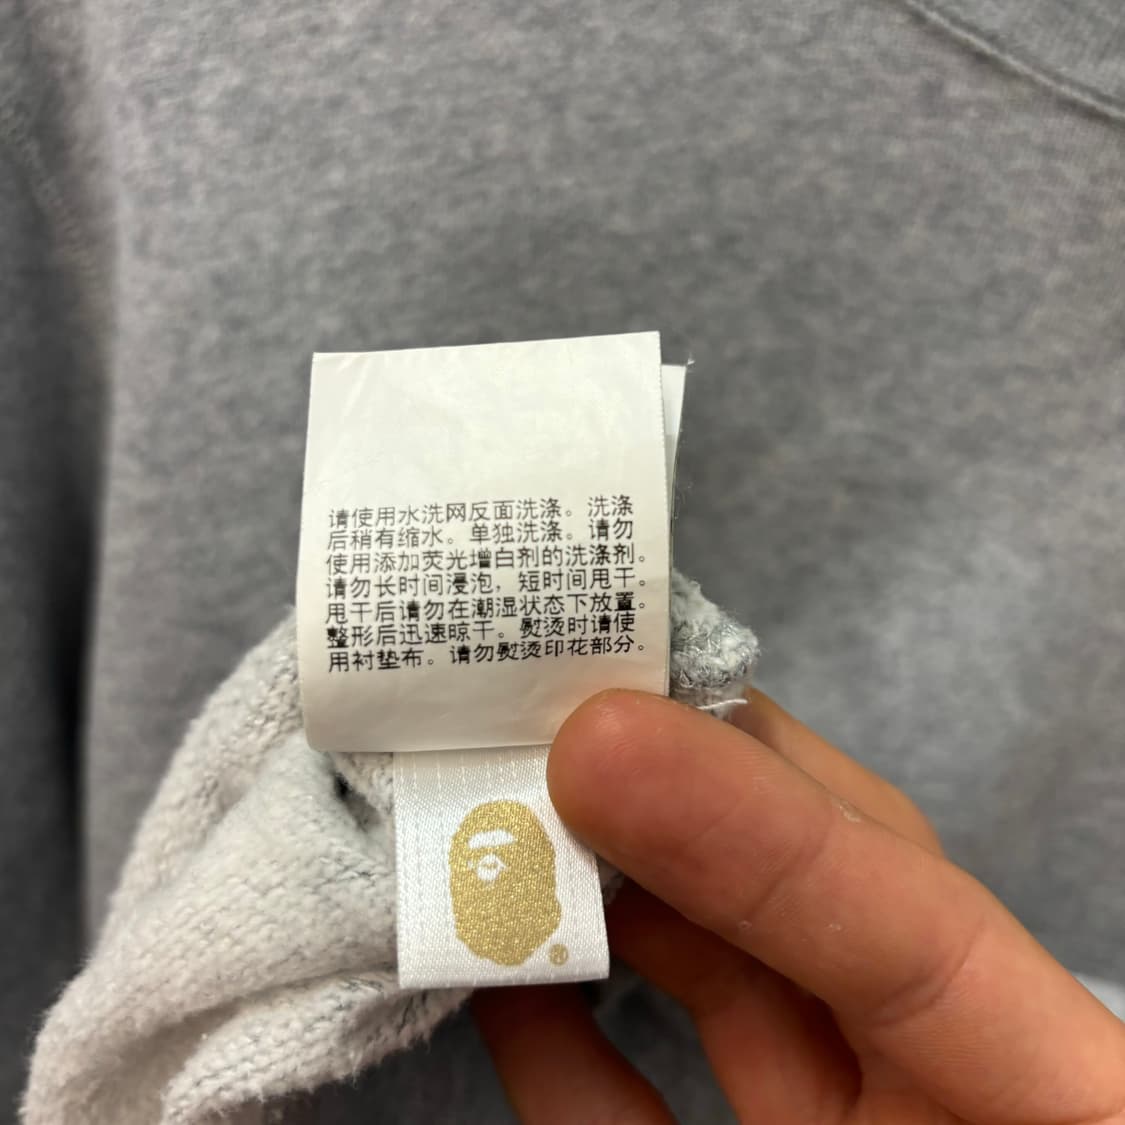 请使用水洗网反面洗涤。洗涤
后稍有缩水。单独洗涤。请勿
使用添加荧光增白剂的洗涤剂。
请勿长时间浸泡，短时间甩干。
甩干后请勿在潮湿状态下放置。
整形后迅速晾干。熨烫时请使
用衬垫布。请勿熨烫印花部分。
®